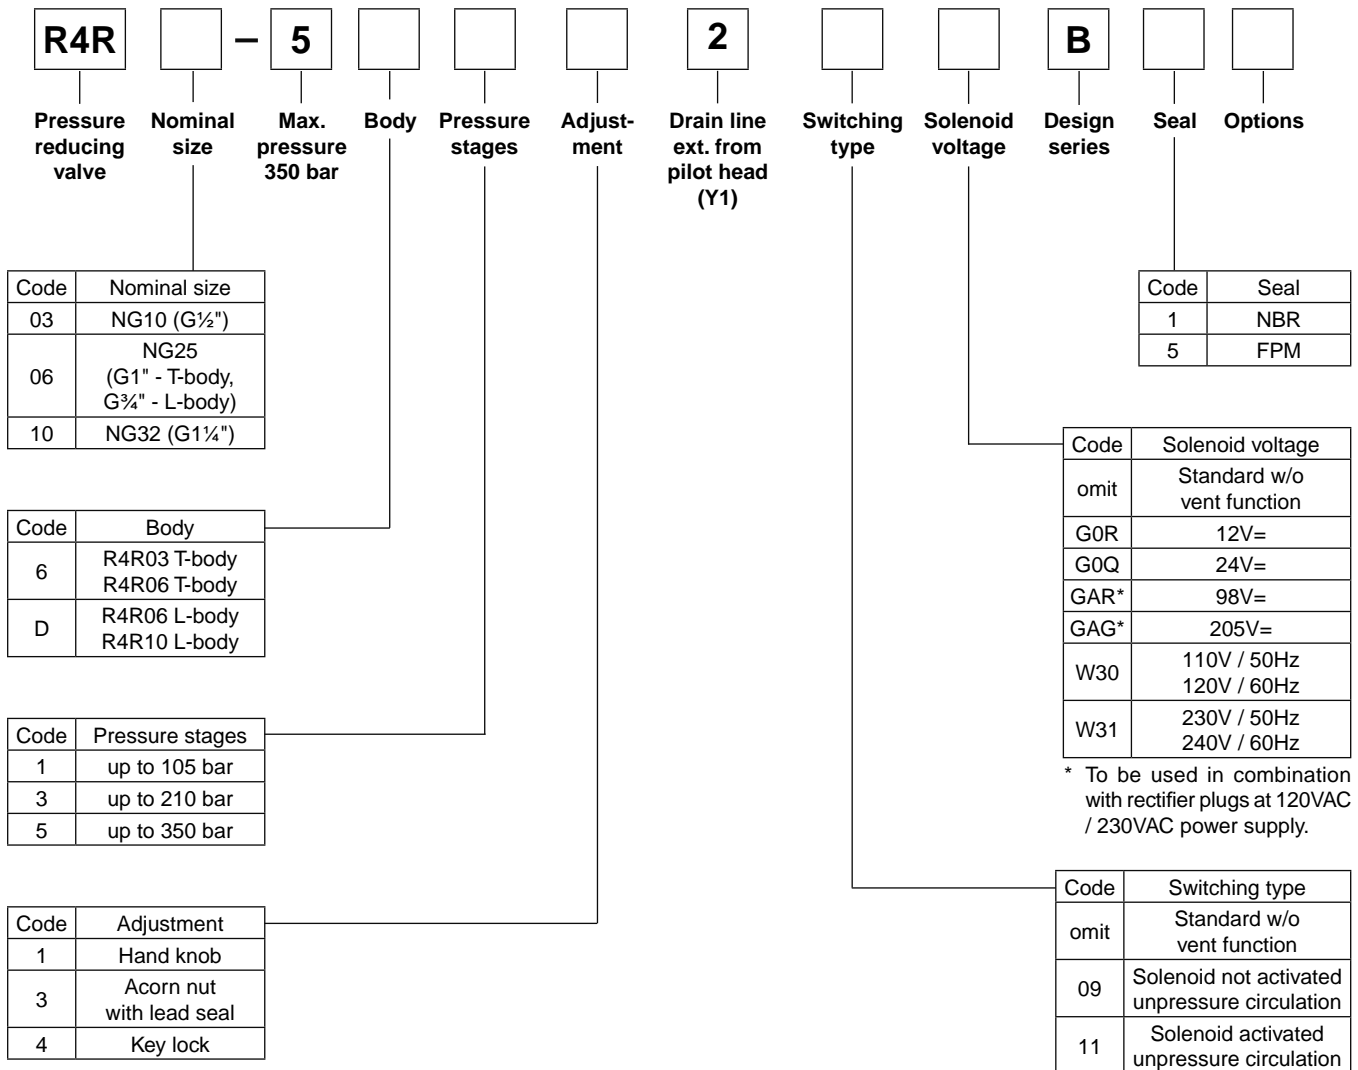 R4R – 5 2 B
Pressure reducing valve
Nominal size
Max. pressure 350 bar
Body
Pressure stages
Adjust- ment
Drain line ext. from pilot head (Y1)
Switching type
Solenoid voltage
Design series
Seal
Options
Code Nominal size
03 NG10 (G½")
06 NG25 (G1" - T-body, G¾" - L-body)
10 NG32 (G1¼")
Code Seal
1 NBR
5 FPM
Code Body
6 R4R03 T-body R4R06 T-body
D R4R06 L-body R4R10 L-body
Code Solenoid voltage
omit Standard w/o vent function
G0R 12V=
G0Q 24V=
GAR* 98V=
GAG* 205V=
W30 110V / 50Hz 120V / 60Hz
W31 230V / 50Hz 240V / 60Hz
* To be used in combination
with rectifier plugs at 120VAC
/ 230VAC power supply.
Code Pressure stages
1 up to 105 bar
3 up to 210 bar
5 up to 350 bar
Code Adjustment
1 Hand knob
3 Acorn nut with lead seal
4 Key lock
Code Switching type
omit Standard w/o vent function
09 Solenoid not activated unpressure circulation
11 Solenoid activated unpressure circulation